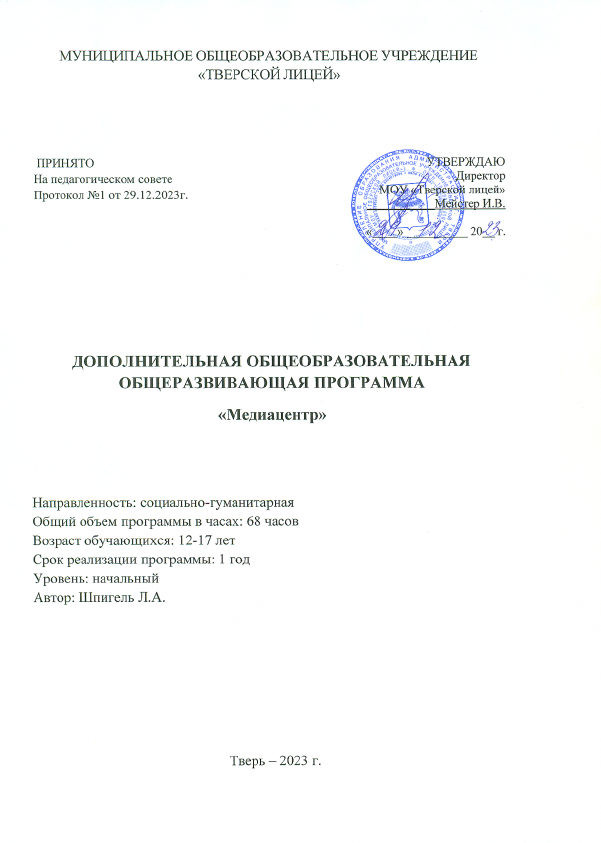 МУНИЦИПАЛЬНОЕ ОБЩЕОБРАЗОВАТЕЛЬНОЕ УЧРЕЖДЕНИЕ
«ТВЕРСКОЙ ЛИЦЕЙ»
ПРИНЯТО
На педагогическом совете
Протокол №1 от 29.12.2023г.
УТВЕРЖДАЮ
Директор
МОУ «Тверской лицей»
Мейстер И.В.
« » 12 2023г.
ДОПОЛНИТЕЛЬНАЯ ОБЩЕОБРАЗОВАТЕЛЬНАЯ
ОБЩЕРАЗВИВАЮЩАЯ ПРОГРАММА
«Медиацентр»
Направленность: социально-гуманитарная
Общий объем программы в часах: 68 часов
Возраст обучающихся: 12-17 лет
Срок реализации программы: 1 год
Уровень: начальный
Автор: Шпигель Л.А.
Тверь – 2023 г.